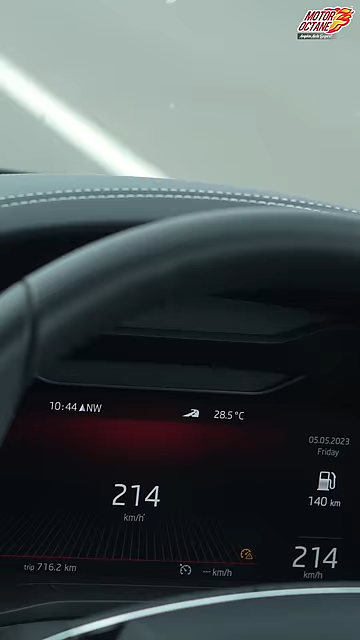 MOTOR
OCTANE
10:44 NW
28.5°C
05.05.2023
Friday
214
km/h
140 km
214
km/h
trip 716.2 km
--- km/h